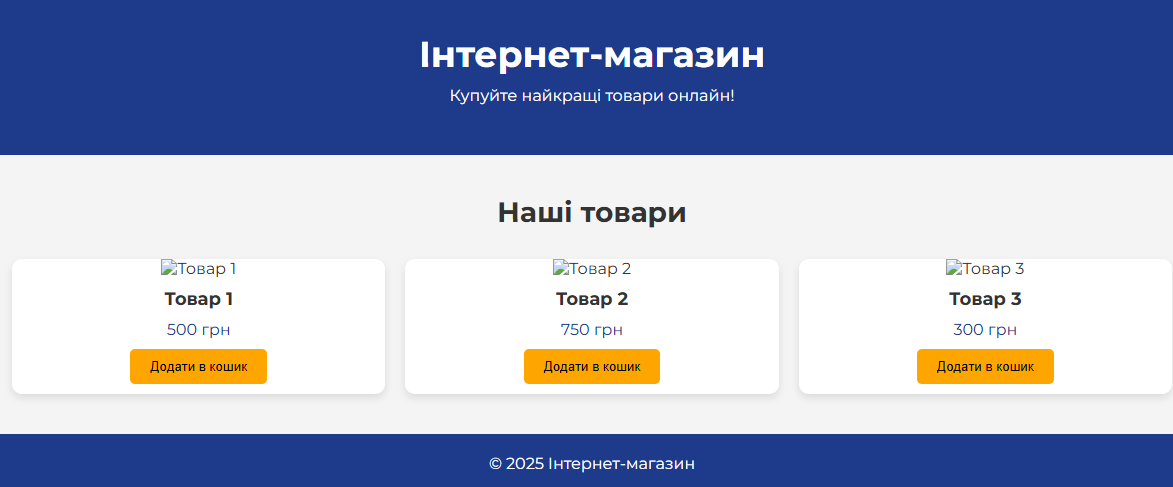 Інтернет-магазин
Купуйте найкращі товари онлайн!
Наші товари
Товар 1
Товар 2
Товар 3
Товар 1
Товар 2
Товар 3
500 грн
750 грн
300 грн
Додати в кошик
Додати в кошик
Додати в кошик
© 2025 Інтернет-магазин